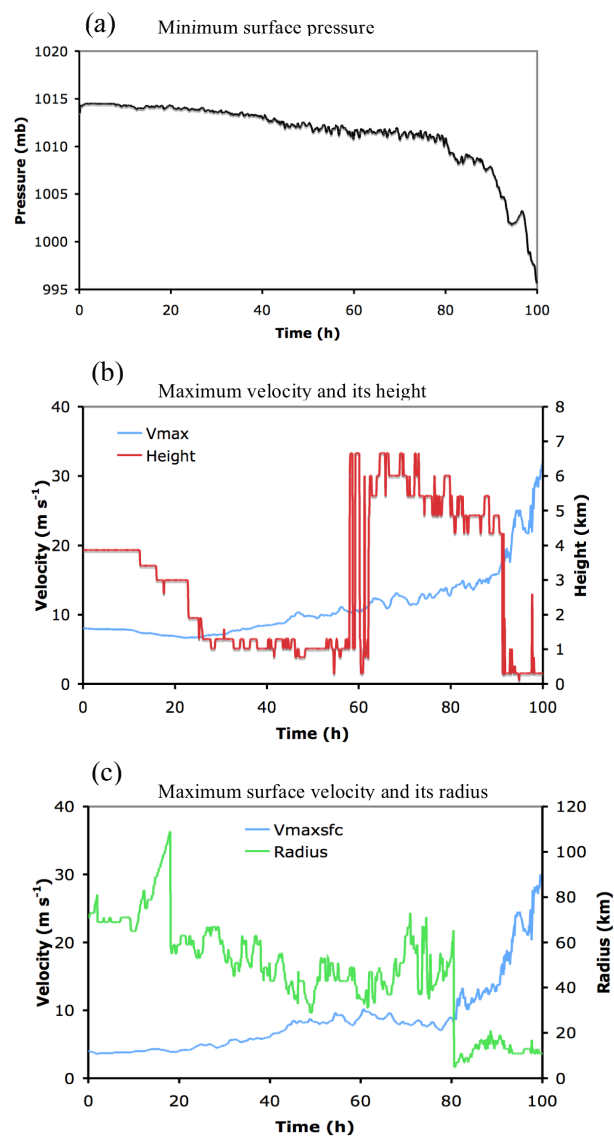 (a)
Minimum surface pressure
1020
1015
1010
1005
1000
995
Pressure (mb)
0 20 40 60 80 100
Time (h)
(b)
Maximum velocity and its height
40 8
Vmax 7
Height
30 6
5
20 4
3
10 2
1
0 0
Velocity (m s⁻¹)
Height (km)
0 20 40 60 80 100
Time (h)
(c)
Maximum surface velocity and its radius
40 120
Vmaxsfc
Radius 100
30
80
20 60
40
10
20
0 0
Velocity (m s⁻¹)
Radius (km)
0 20 40 60 80 100
Time (h)